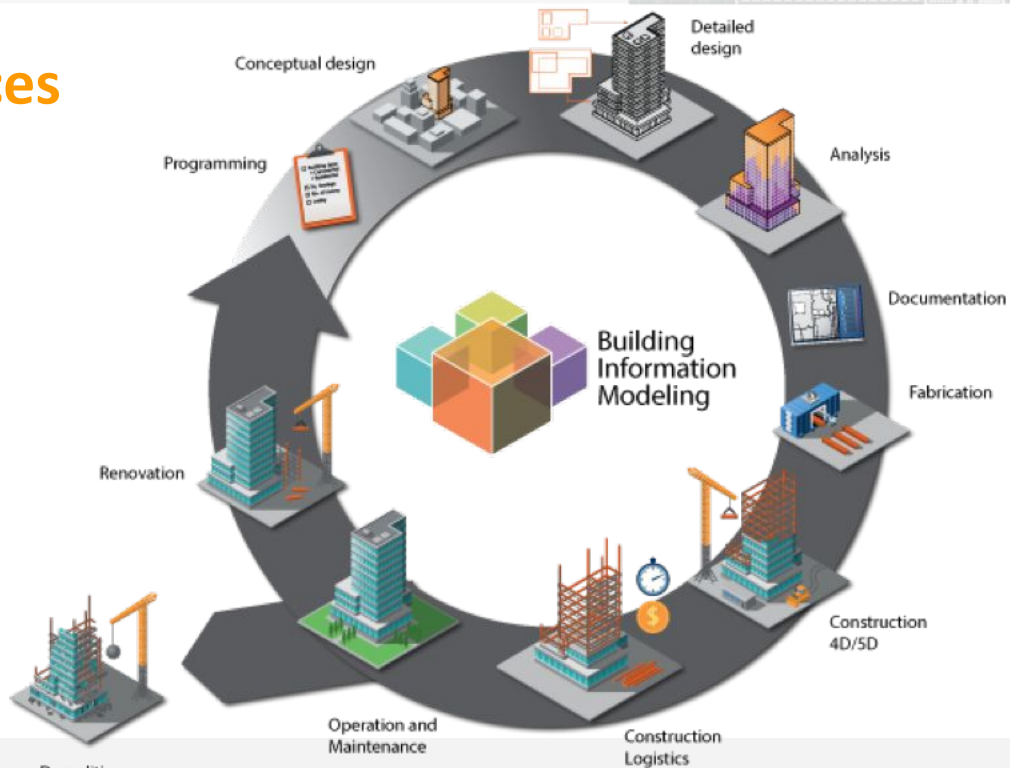 ces
Conceptual design
Detailed
design
Programming
Analysis
Documentation
Building
Information
Modeling
Fabrication
Renovation
Construction
4D/5D
Operation and
Maintenance
Construction
Logistics
$